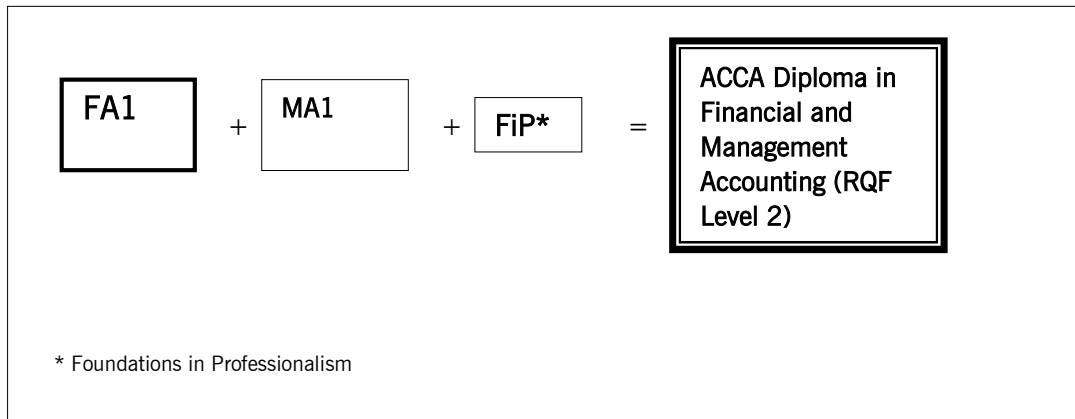 FA1 + MA1 + FiP* =
ACCA Diploma in
Financial and
Management
Accounting (RQF
Level 2)
* Foundations in Professionalism